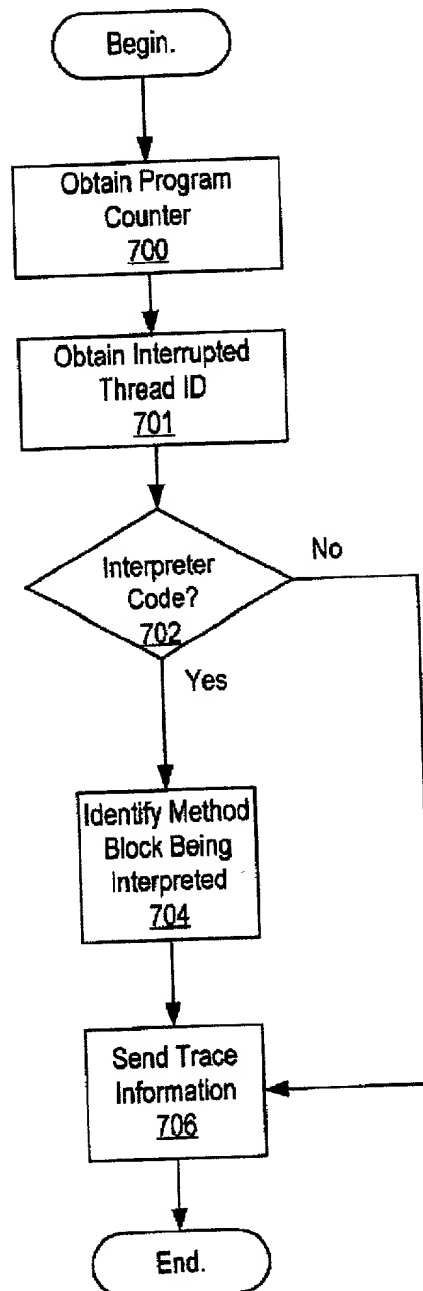 Begin.
Obtain Program
Counter
700
Obtain Interrupted
Thread ID
701
Interpreter
Code?
702
No
Yes
Identify Method
Block Being
Interpreted
704
Send Trace
Information
706
End.